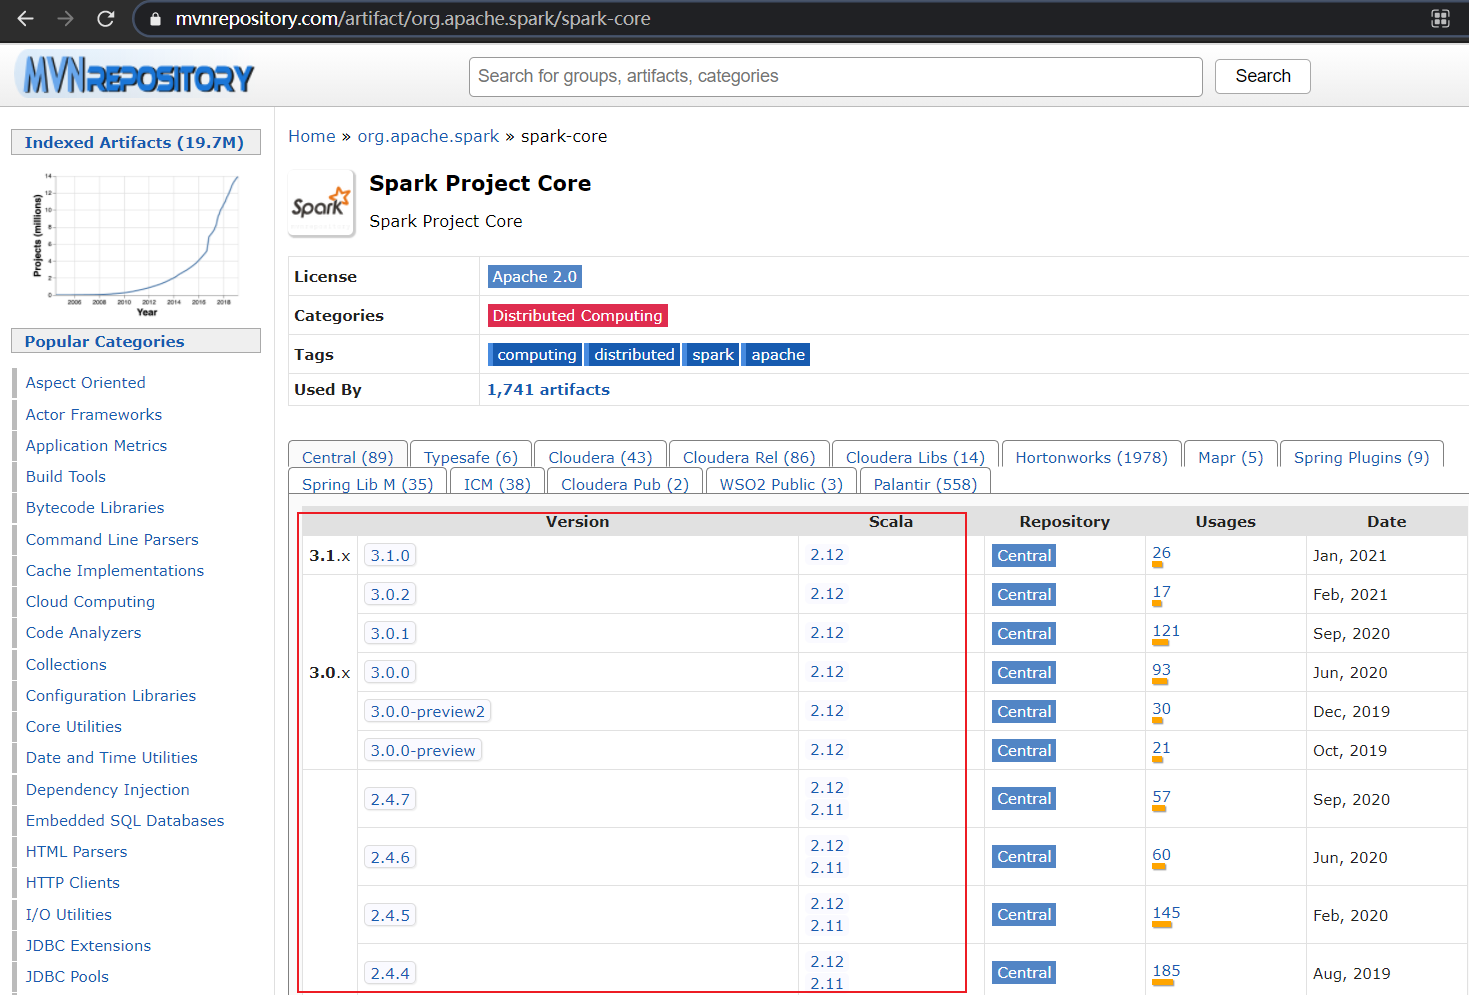 mvnrepository.com/artifact/org.apache.spark/spark-core
MVNREPOSITORY
Search for groups, artifacts, categories
Search
Indexed Artifacts (19.7M)
Projects (millions)
14
12
10
8
6
4
2
0
2006 2008 2010 2012 2014 2016 2018
Year
Popular Categories
Aspect Oriented
Actor Frameworks
Application Metrics
Build Tools
Bytecode Libraries
Command Line Parsers
Cache Implementations
Cloud Computing
Code Analyzers
Collections
Configuration Libraries
Core Utilities
Date and Time Utilities
Dependency Injection
Embedded SQL Databases
HTML Parsers
HTTP Clients
I/O Utilities
JDBC Extensions
JDBC Pools
Home » org.apache.spark » spark-core
Spark
Spark Project Core
Spark Project Core
License Apache 2.0
Categories Distributed Computing
Tags computing distributed spark apache
Used By 1,741 artifacts
Central (89) Typesafe (6) Cloudera (43) Cloudera Rel (86) Cloudera Libs (14) Hortonworks (1978) Mapr (5) Spring Plugins (9)
Spring Lib M (35) ICM (38) Cloudera Pub (2) WSO2 Public (3) Palantir (558)
Version Scala Repository Usages Date
3.1.x 3.1.0 2.12 Central 26 Jan, 2021
3.0.2 2.12 Central 17 Feb, 2021
3.0.1 2.12 Central 121 Sep, 2020
3.0.x 3.0.0 2.12 Central 93 Jun, 2020
3.0.0-preview2 2.12 Central 30 Dec, 2019
3.0.0-preview 2.12 Central 21 Oct, 2019
2.4.7 2.12 Central 57 Sep, 2020
2.11
2.4.6 2.12 Central 60 Jun, 2020
2.11
2.4.5 2.12 Central 145 Feb, 2020
2.11
2.4.4 2.12 Central 185 Aug, 2019
2.11